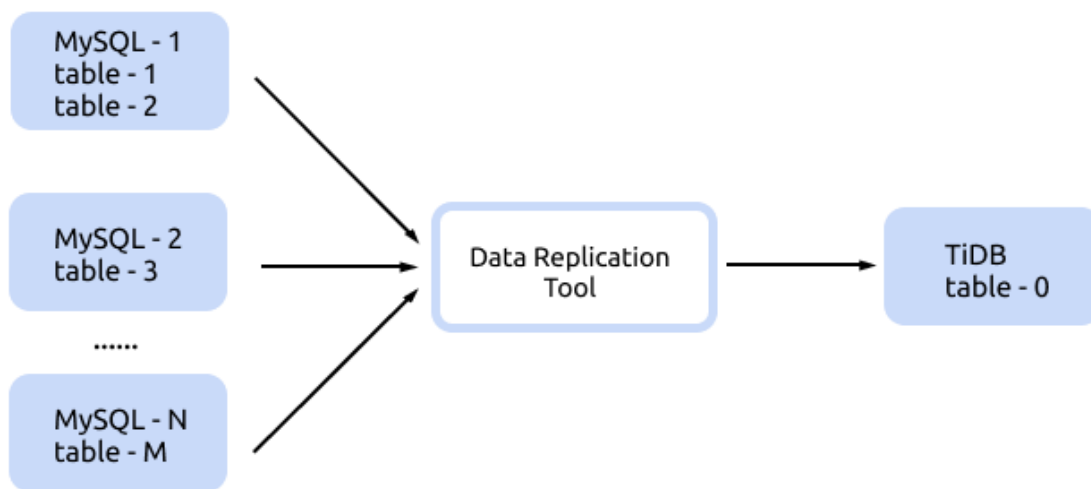 MySQL - 1
table - 1
table - 2
MySQL - 2
table - 3
......
MySQL - N
table - M
Data Replication
Tool
TiDB
table - 0